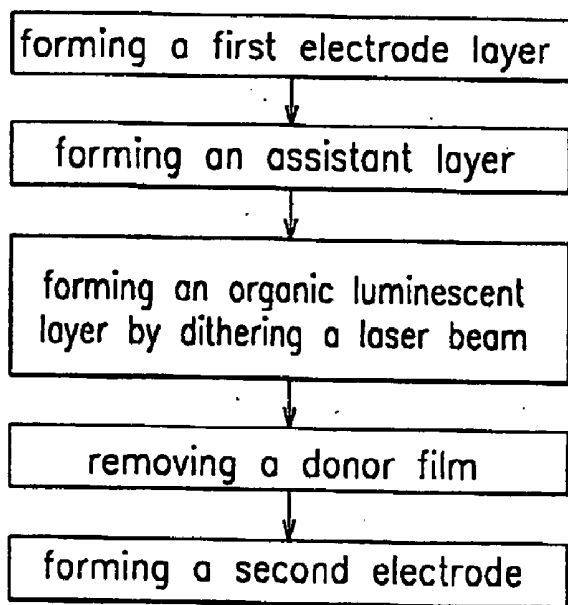 forming a first electrode layer
forming an assistant layer
forming an organic luminescent
layer by dithering a laser beam
removing a donor film
forming a second electrode